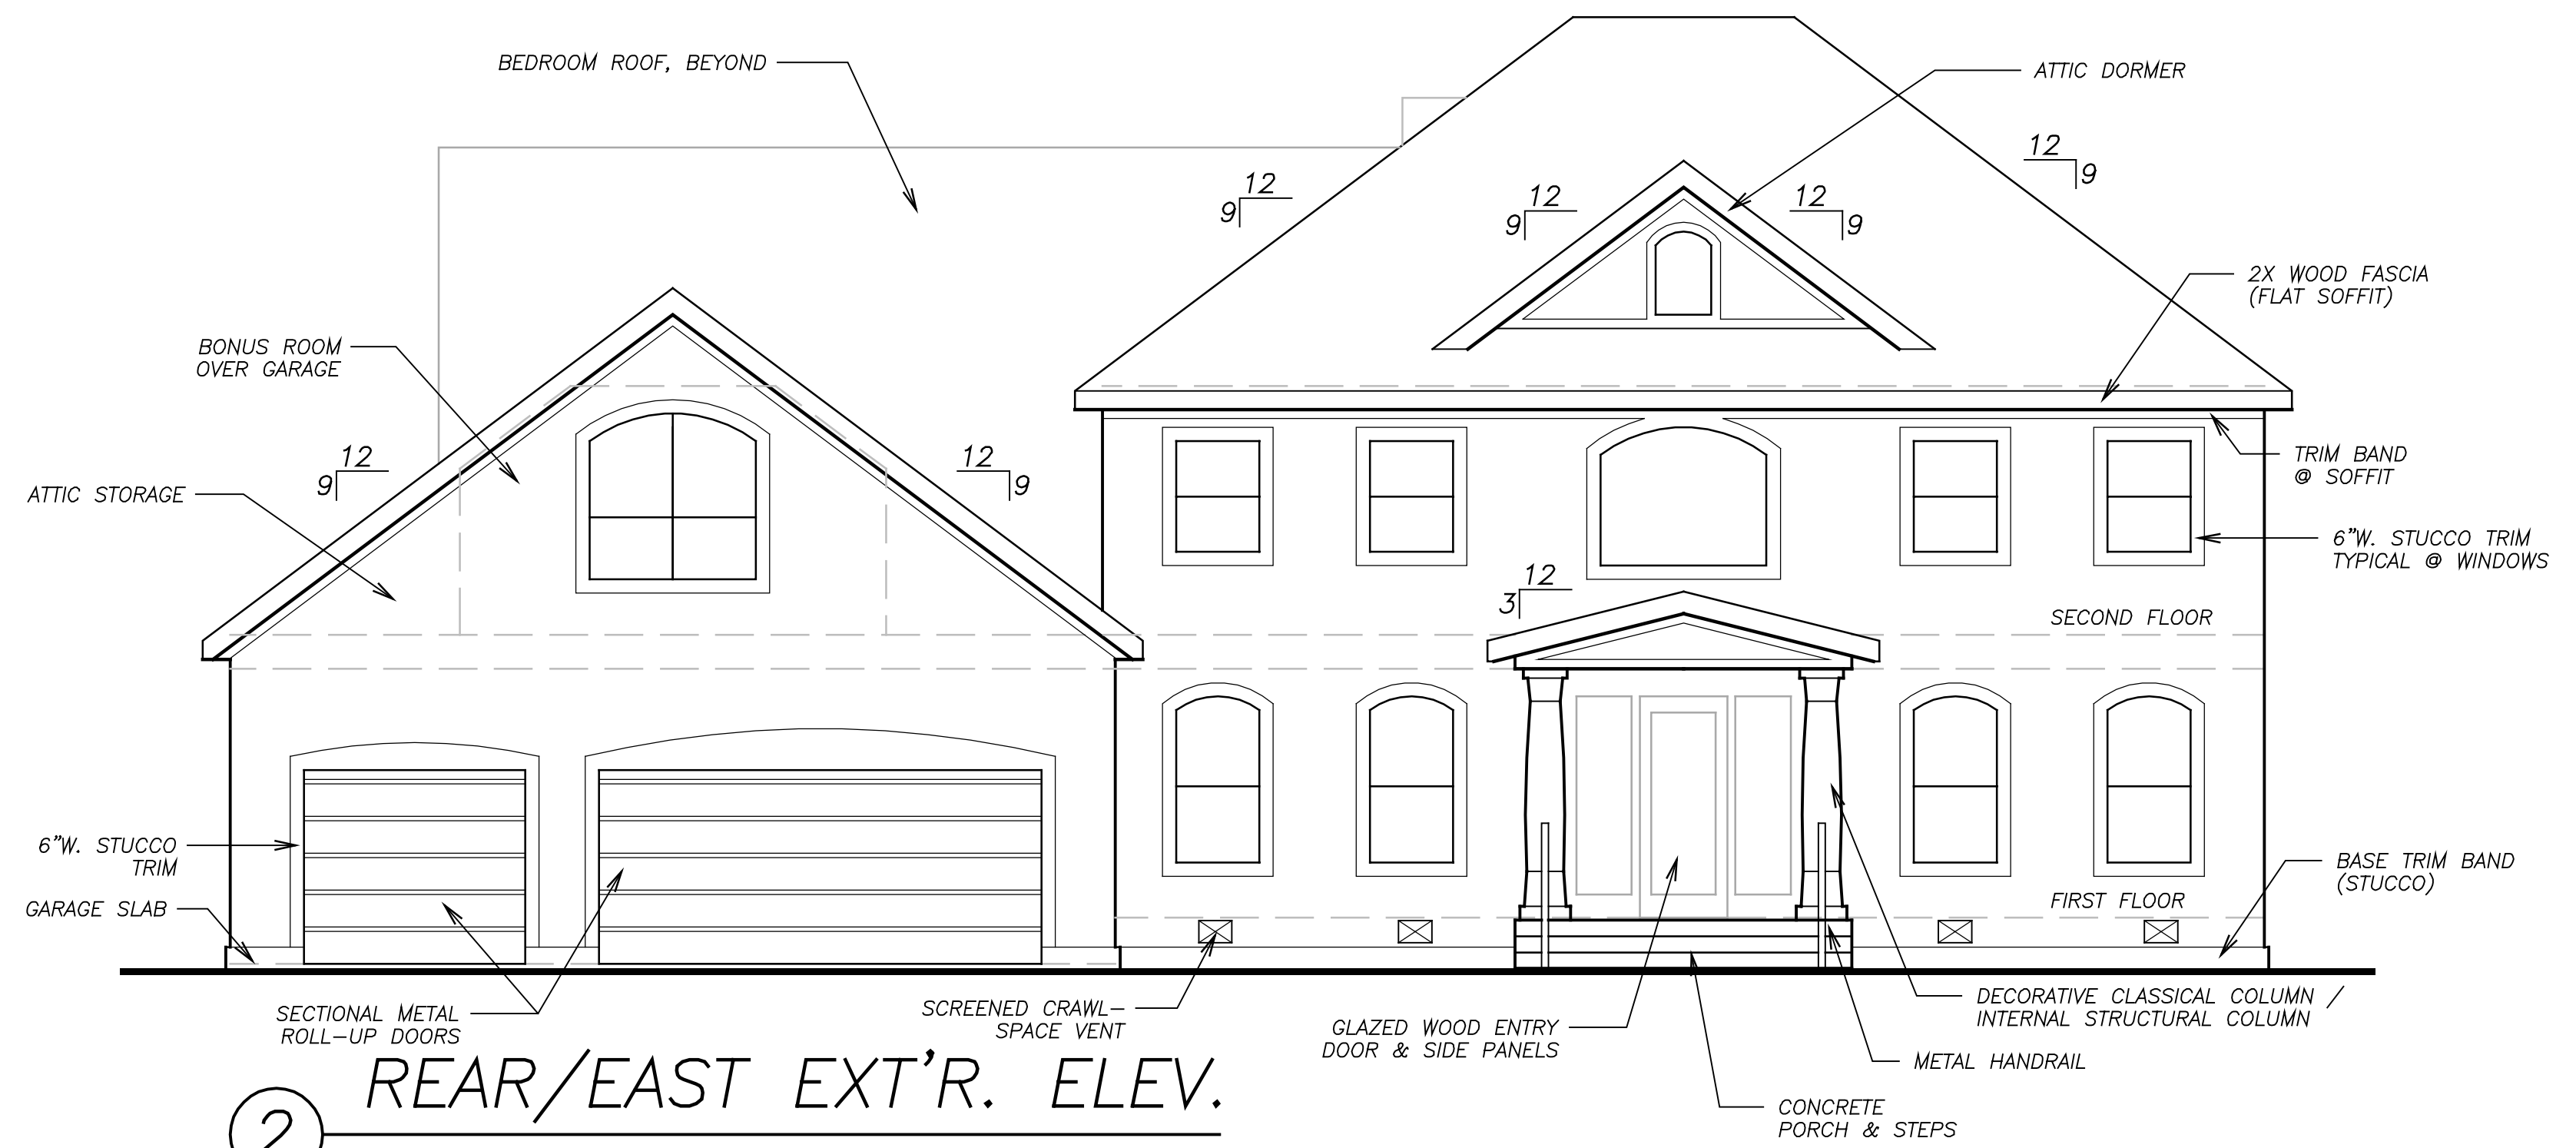 BEDROOM ROOF, BEYOND
ATTIC DORMER
12
9
12
9
12
9
12
9
2X WOOD FASCIA
(FLAT SOFFIT)
BONUS ROOM
OVER GARAGE
12
9
12
9
TRIM BAND
@ SOFFIT
ATTIC STORAGE
6"W. STUCCO TRIM
TYPICAL @ WINDOWS
12
3
SECOND FLOOR
6"W. STUCCO
TRIM
BASE TRIM BAND
(STUCCO)
GARAGE SLAB
FIRST FLOOR
SECTIONAL METAL
ROLL-UP DOORS
SCREENED CRAWL-
SPACE VENT
GLAZED WOOD ENTRY
DOOR & SIDE PANELS
DECORATIVE CLASSICAL COLUMN /
INTERNAL STRUCTURAL COLUMN
METAL HANDRAIL
CONCRETE
PORCH & STEPS
REAR/EAST EXT'R. ELEV.
2